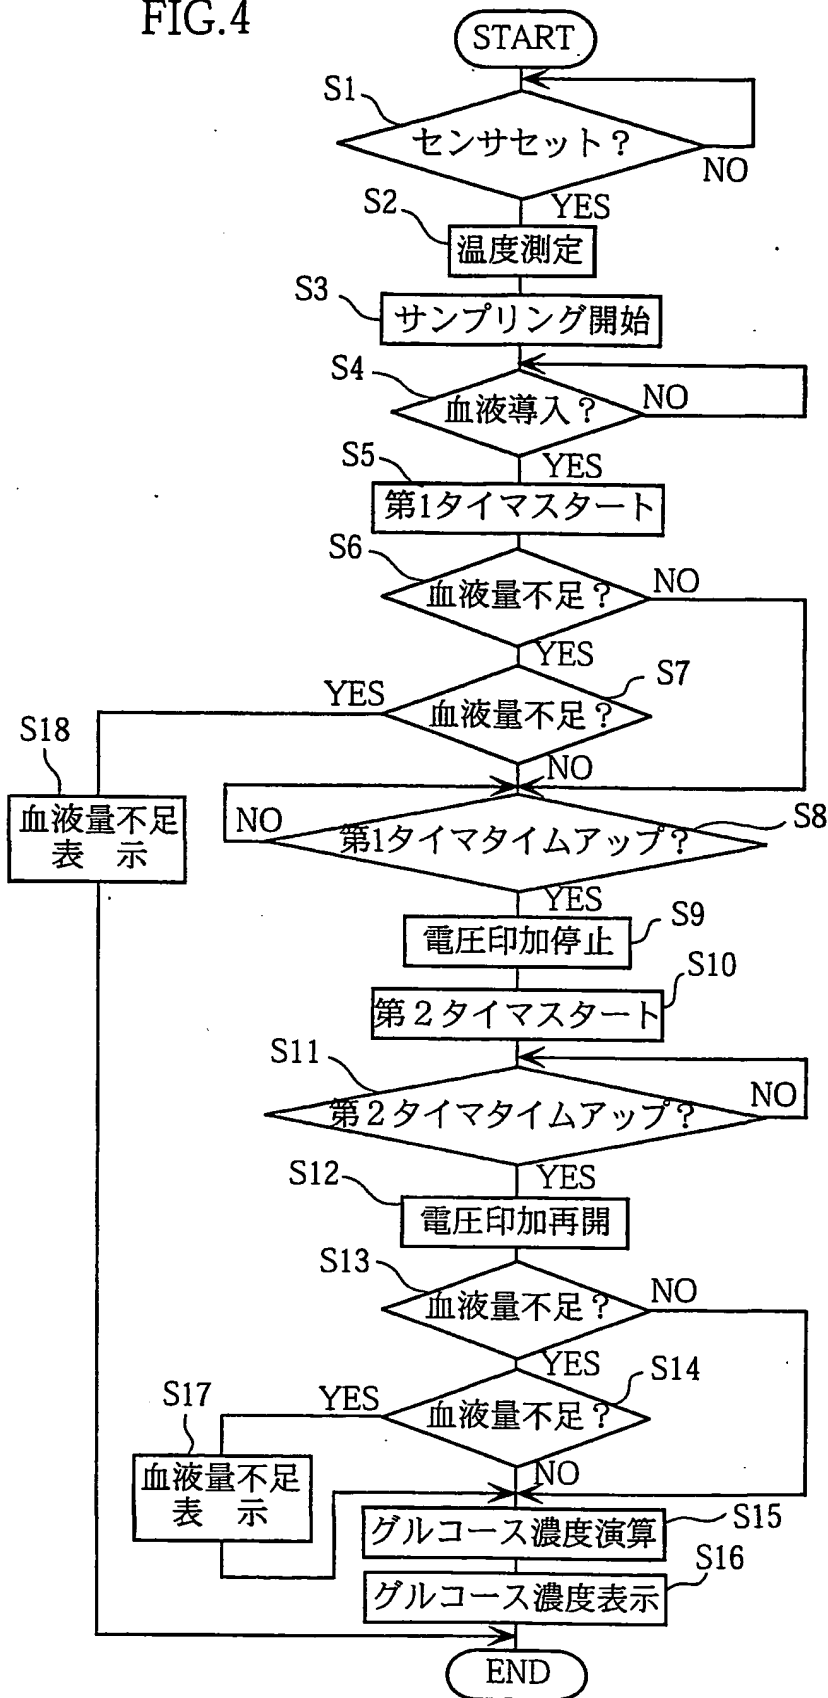 FIG.4
START
S1
センサセット?
NO
YES
S2
温度測定
S3
サンプリング開始
S4
血液導入?
NO
YES
S5
第1タイマスタート
S6
血液量不足?
NO
YES
S7
YES
血液量不足?
NO
S18
血液量不足
表 示
NO
第1タイマタイムアップ?
S8
YES
電圧印加停止
S9
第2タイマスタート
S10
S11
第2タイマタイムアップ?
NO
YES
S12
電圧印加再開
S13
血液量不足?
NO
YES
S14
YES
血液量不足?
NO
S17
血液量不足
表 示
グルコース濃度演算
S15
グルコース濃度表示
S16
END